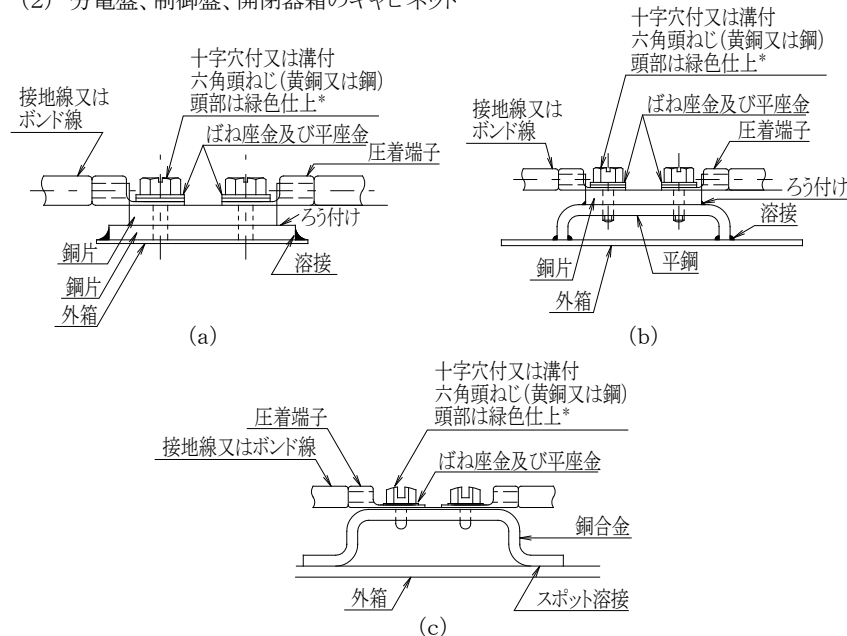 (2) 分電盤、制御盤、開閉器箱のキャビネット
十字穴付又は溝付
六角頭ねじ(黄銅又は鋼)
頭部は緑色仕上*
接地線又は
ボンド線
ばね座金及び平座金
圧着端子
ろう付け
銅片
溶接
鋼片
外箱
(a)
十字穴付又は溝付
六角頭ねじ(黄銅又は鋼)
頭部は緑色仕上*
接地線又は
ボンド線
ばね座金及び平座金
圧着端子
ろう付け
溶接
銅片
平鋼
外箱
(b)
十字穴付又は溝付
六角頭ねじ(黄銅又は鋼)
頭部は緑色仕上*
圧着端子
接地線又はボンド線
ばね座金及び平座金
銅合金
外箱
スポット溶接
(c)